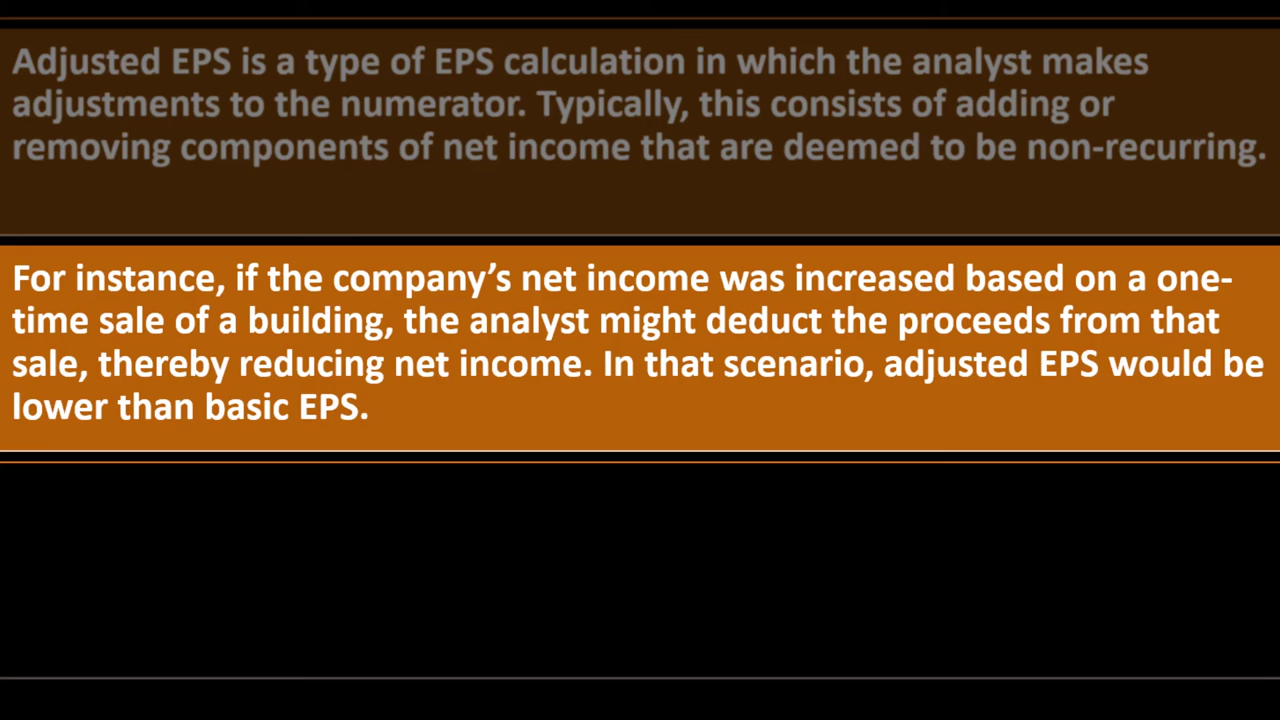 Adjusted EPS is a type of EPS calculation in which the analyst makes
adjustments to the numerator. Typically, this consists of adding or
removing components of net income that are deemed to be non-recurring.
For instance, if the company’s net income was increased based on a one-
time sale of a building, the analyst might deduct the proceeds from that
sale, thereby reducing net income. In that scenario, adjusted EPS would be
lower than basic EPS.